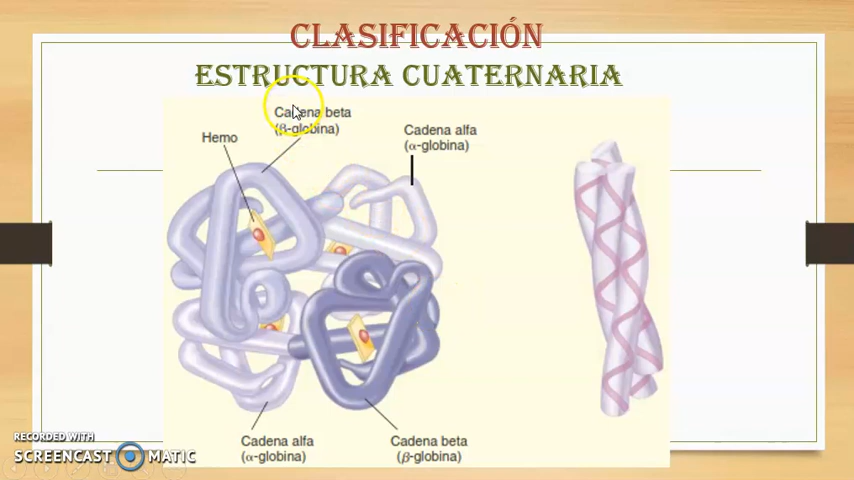 CLASIFICACIÓN
ESTRUCTURA CUATERNARIA
Cadena beta
(β-globina)
Hemo
Cadena alfa
(α-globina)
Cadena alfa
(α-globina)
Cadena beta
(β-globina)
RECORDED WITH
SCREENCAST MATIC